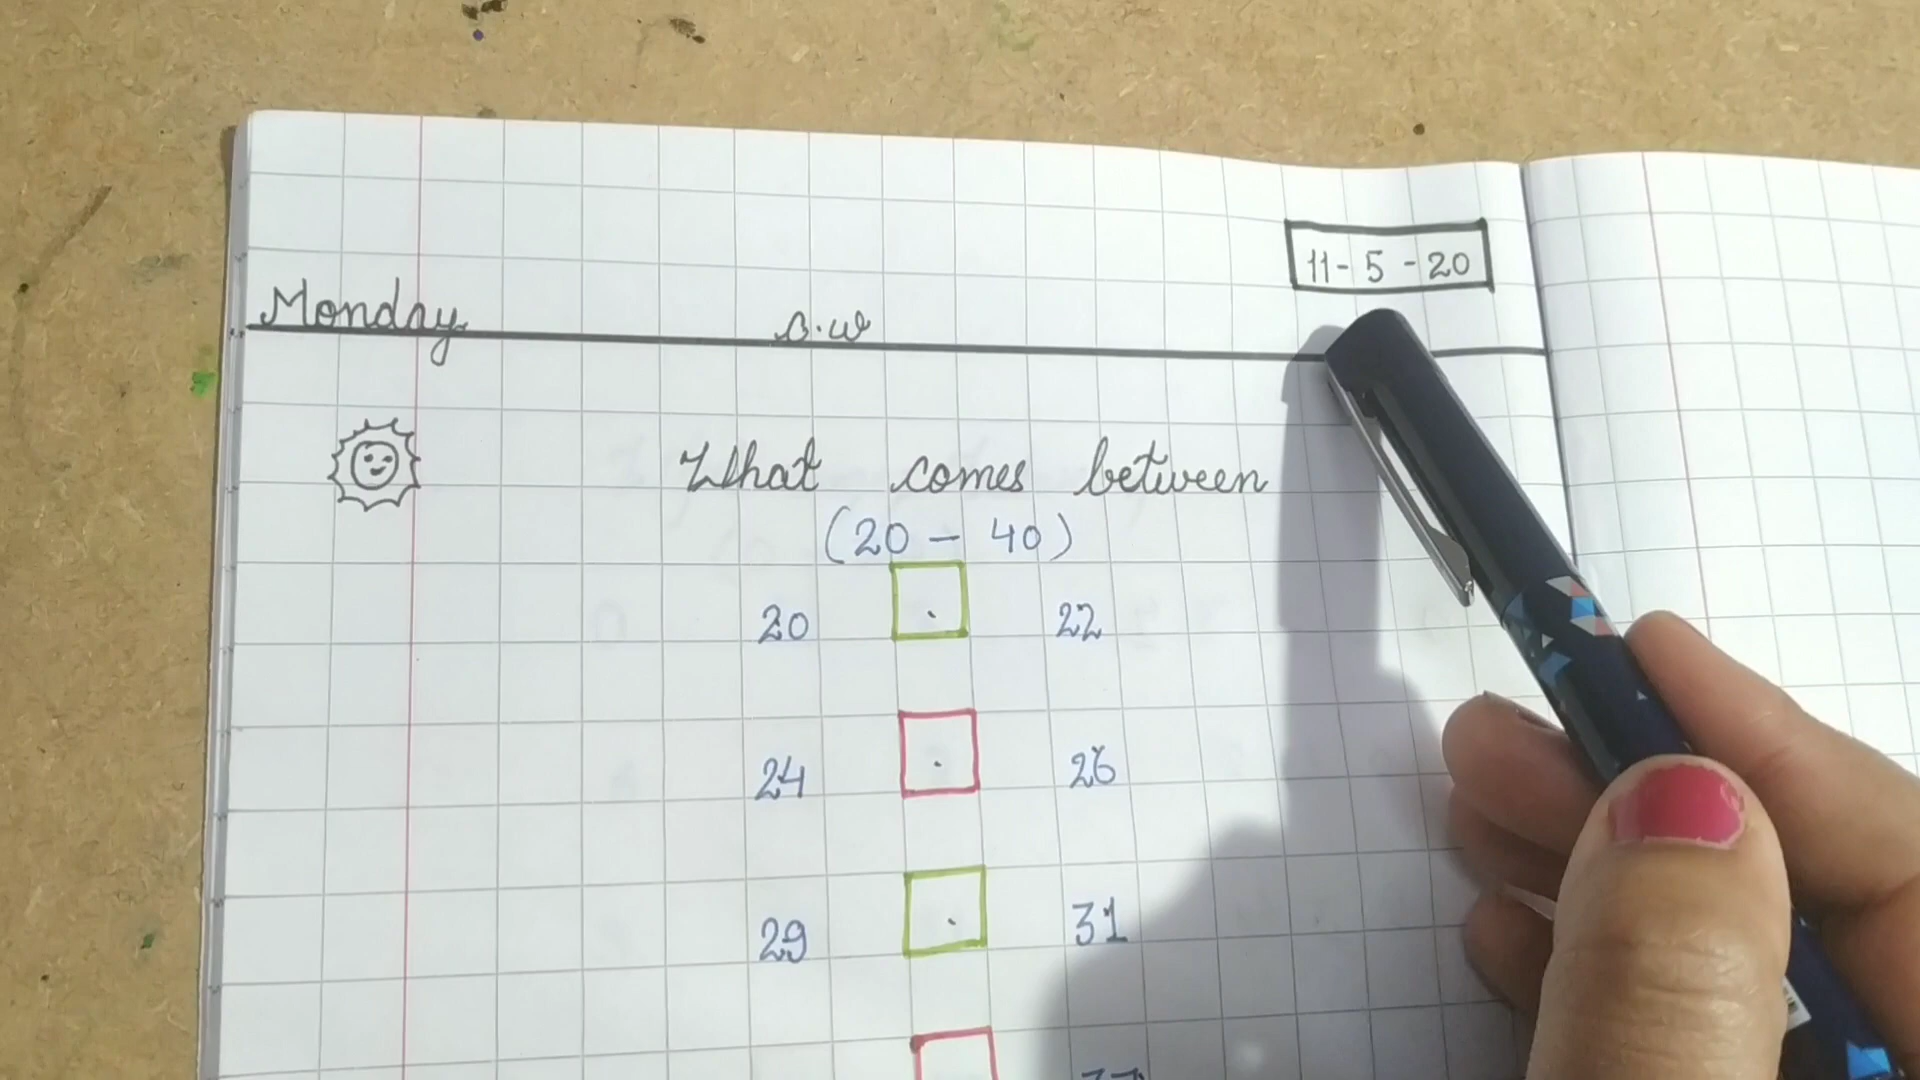 11-5-20
Monday c.w
What comes between
(20 - 40)
20 22
24 26
29 31